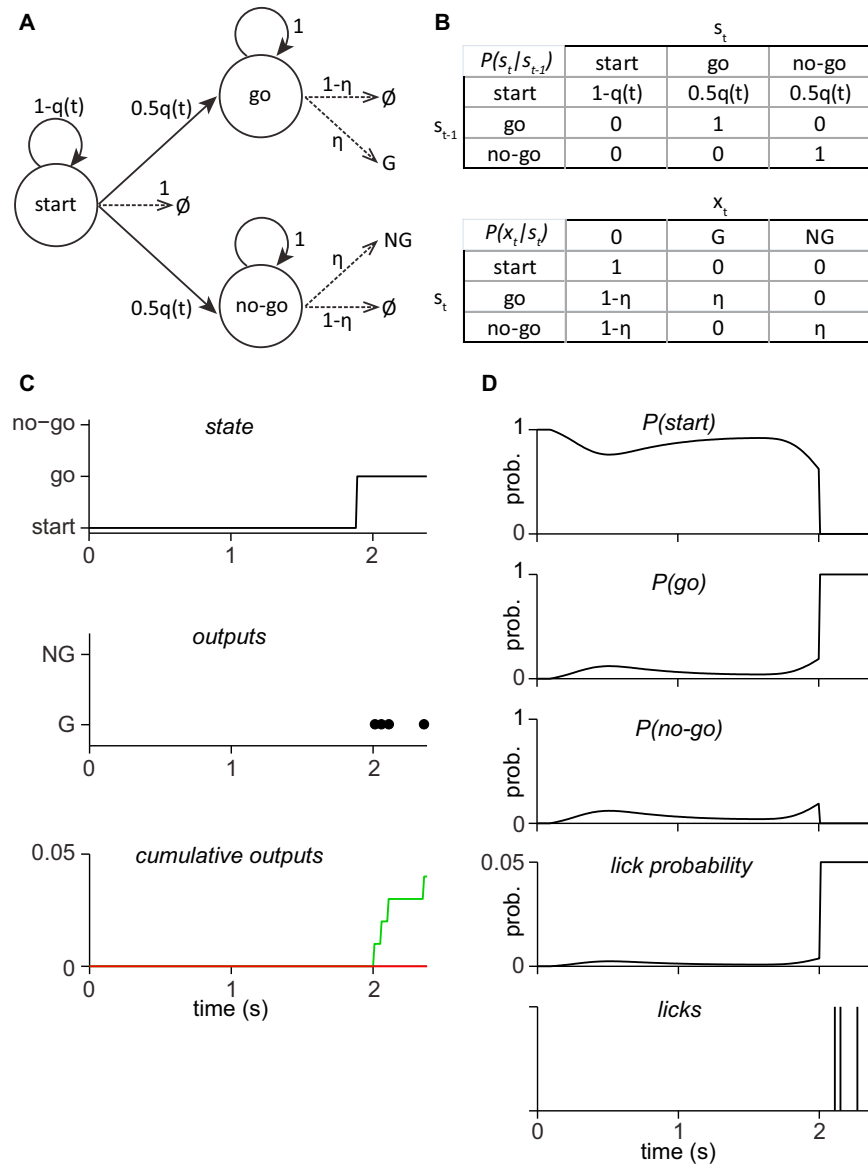 A
1
1-q(t)
go
1-η
Ø
0.5q(t)
η
G
start
1
Ø
1
NG
η
0.5q(t)
no-go
1-η
Ø
B
s_t
P(s_t|s_{t-1}) start go no-go
start 1-q(t) 0.5q(t) 0.5q(t)
s_{t-1} go 0 1 0
no-go 0 0 1
x_t
P(x_t|s_t) 0 G NG
start 1 0 0
s_t go 1-η η 0
no-go 1-η 0 η
C
no-go
state
go
start
0 1 2
outputs
NG
G
0 1 2
0.05
cumulative outputs
0
0 1 2
time (s)
D
P(start)
1
prob.
0
P(go)
1
prob.
0
P(no-go)
1
prob.
0
lick probability
0.05
prob.
0
licks
0 1 2
time (s)